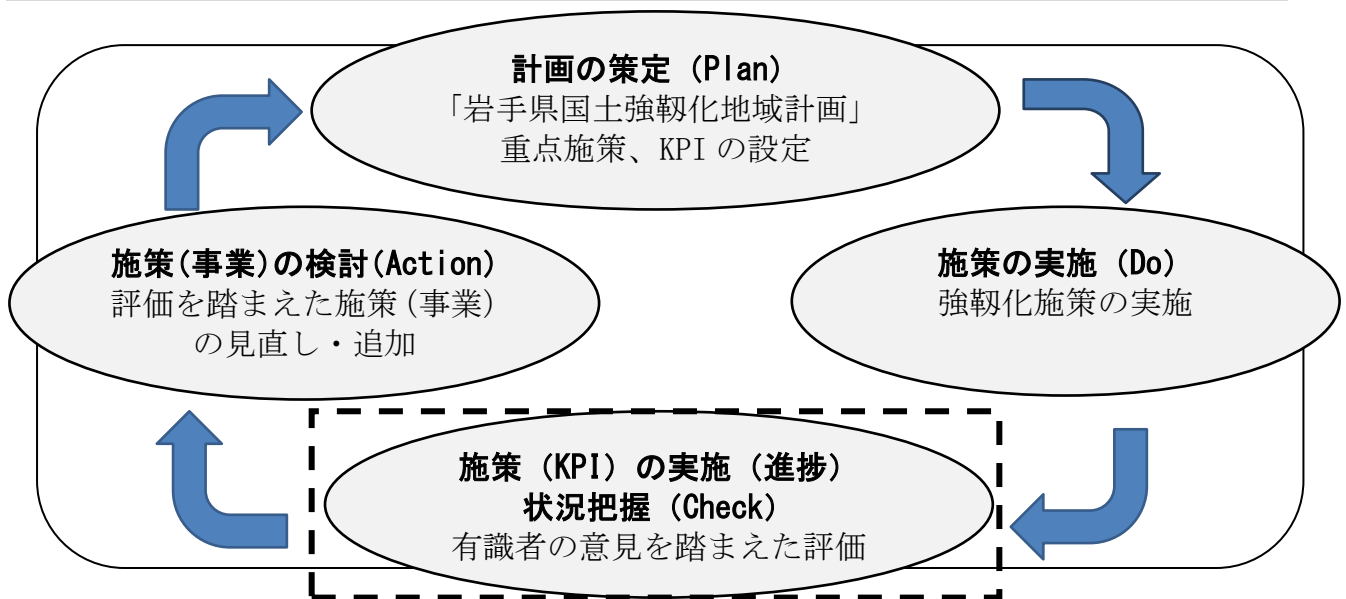 計画の策定（Plan）
「岩手県国土強靱化地域計画」
重点施策、KPI の設定
施策の実施（Do）
強靱化施策の実施
施策（KPI）の実施（進捗）
状況把握（Check）
有識者の意見を踏まえた評価
施策(事業)の検討(Action)
評価を踏まえた施策(事業)
の見直し・追加